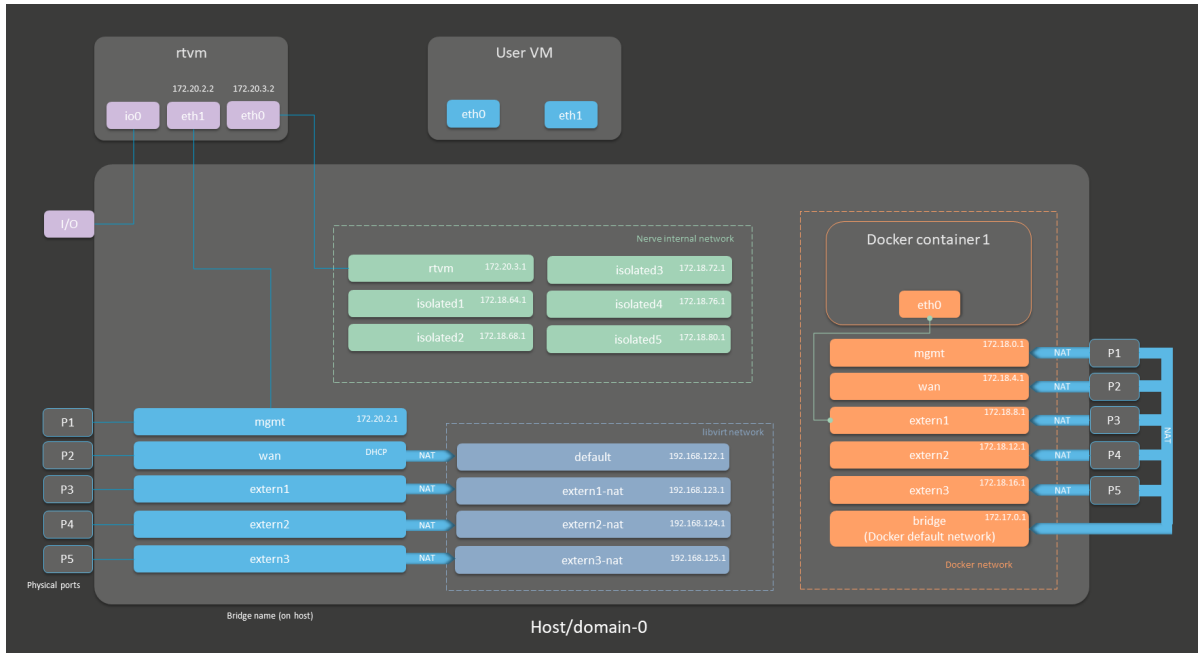 rtvm
172.20.2.2
172.20.3.2
io0
eth1
eth0
User VM
eth0
eth1
I/O
Nerve internal network
rtvm 172.20.3.1
isolated3 172.18.72.1
isolated1 172.18.64.1
isolated4 172.18.76.1
isolated2 172.18.68.1
isolated5 172.18.80.1
Docker container 1
eth0
mgmt 172.18.0.1
NAT
P1
wan 172.18.4.1
NAT
P2
extern1 172.18.8.1
NAT
P3
extern2 172.18.12.1
NAT
P4
extern3 172.18.16.1
NAT
P5
NAT
bridge 172.17.0.1
(Docker default network)
Docker network
P1
mgmt 172.20.2.1
libvirt network
P2
wan DHCP
NAT
default 192.168.122.1
P3
extern1
NAT
extern1-nat 192.168.123.1
P4
extern2
NAT
extern2-nat 192.168.124.1
P5
extern3
NAT
extern3-nat 192.168.125.1
Physical ports
Bridge name (on host)
Host/domain-0